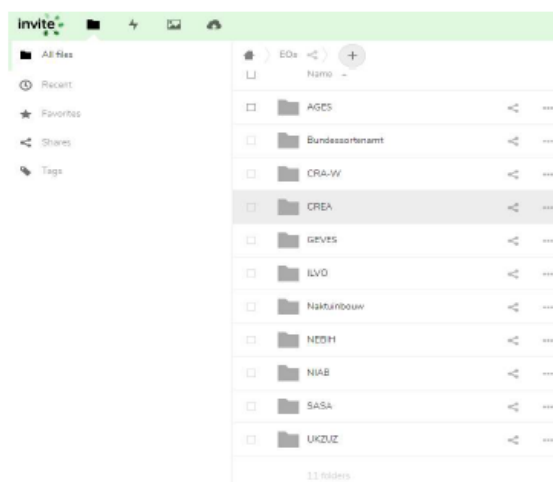 invite
All files
Recent
Favorites
Shares
Tags
EOs
Name
AGES
Bundessortenamt
CRA-W
CREA
GEVES
ILVO
Naktuinbouw
NEBIH
NIAB
SASA
UKZUZ
11 folders